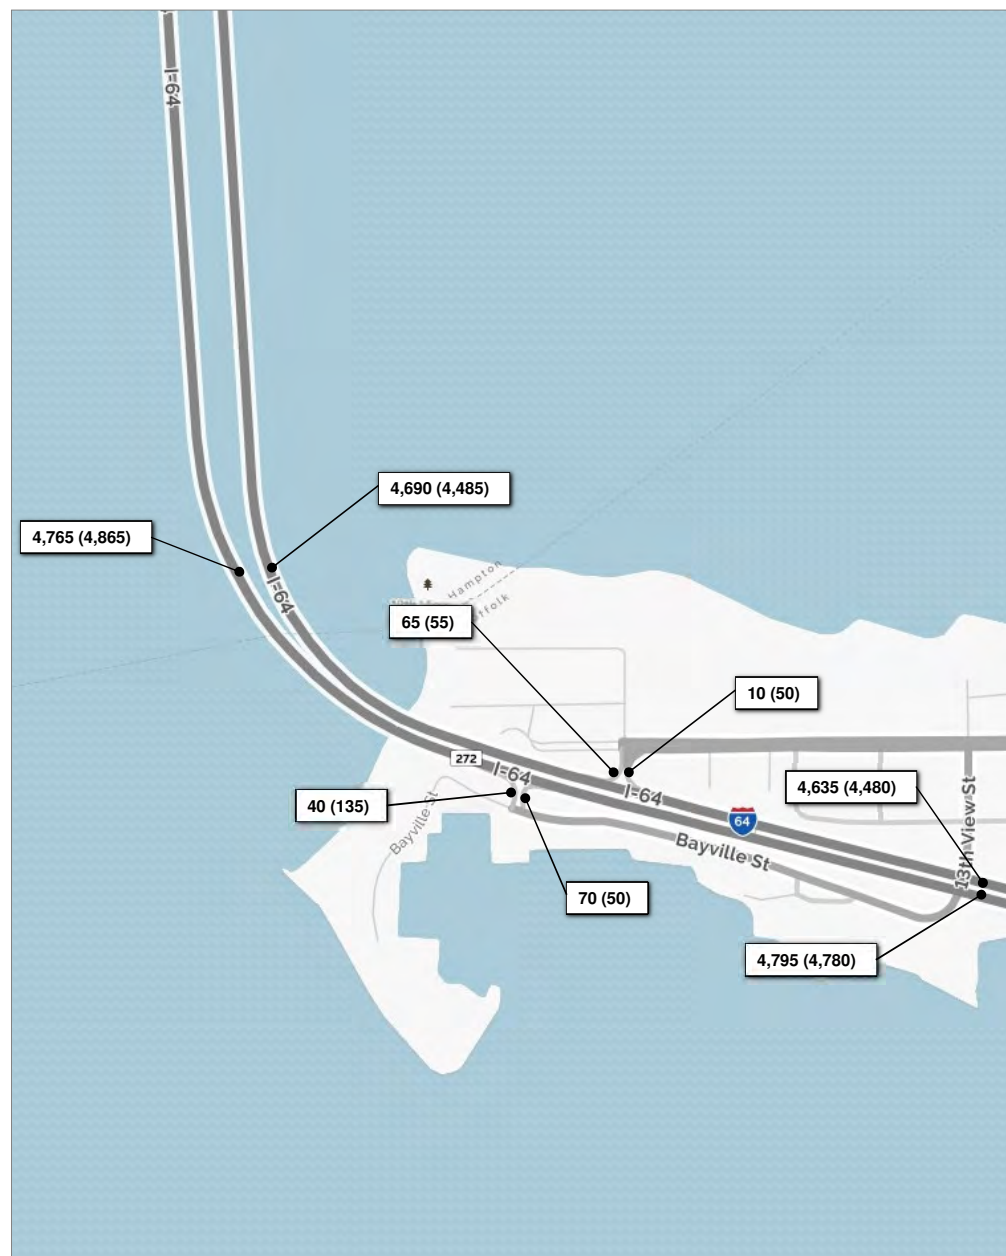 I-64
4,690 (4,485)
4,765 (4,865)
I-64
Hampton
65 (55)
10 (50)
272
I-64
I-64
4,635 (4,480)
40 (135)
64
Bayville St
Bayville St
13th View St
70 (50)
4,795 (4,780)